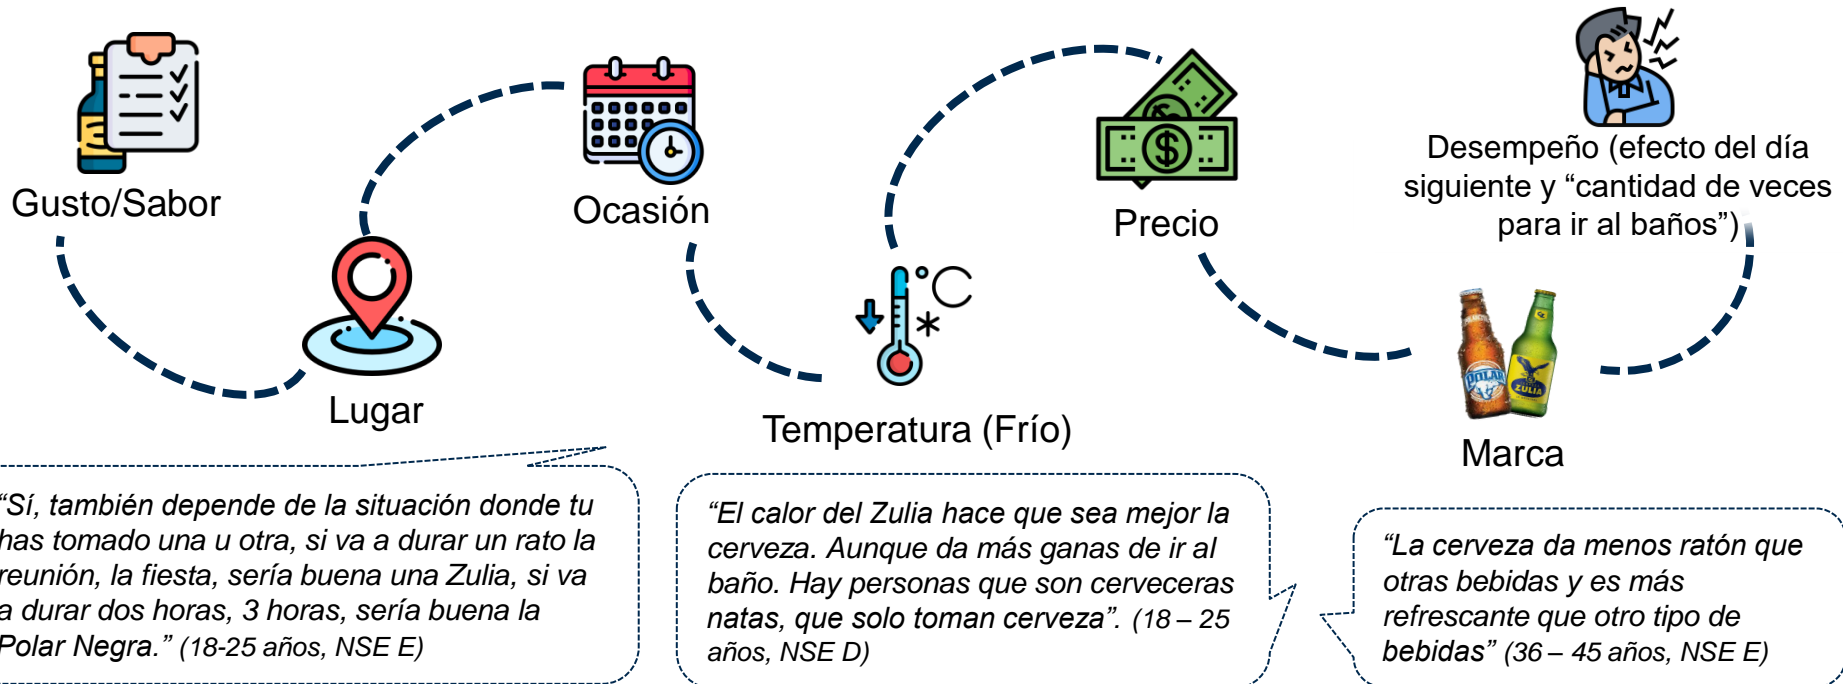 Gusto/Sabor
Lugar
Ocasión
°C
Temperatura (Frío)
Precio
Desempeño (efecto del día
siguiente y “cantidad de veces
para ir al baños”)
POLAR
ZULIA
Marca
“Sí, también depende de la situación donde tu
has tomado una u otra, si va a durar un rato la
reunión, la fiesta, sería buena una Zulia, si va
a durar dos horas, 3 horas, sería buena la
Polar Negra.” (18-25 años, NSE E)
“El calor del Zulia hace que sea mejor la
cerveza. Aunque da más ganas de ir al
baño. Hay personas que son cerveceras
natas, que solo toman cerveza”. (18 – 25
años, NSE D)
“La cerveza da menos ratón que
otras bebidas y es más
refrescante que otro tipo de
bebidas” (36 – 45 años, NSE E)